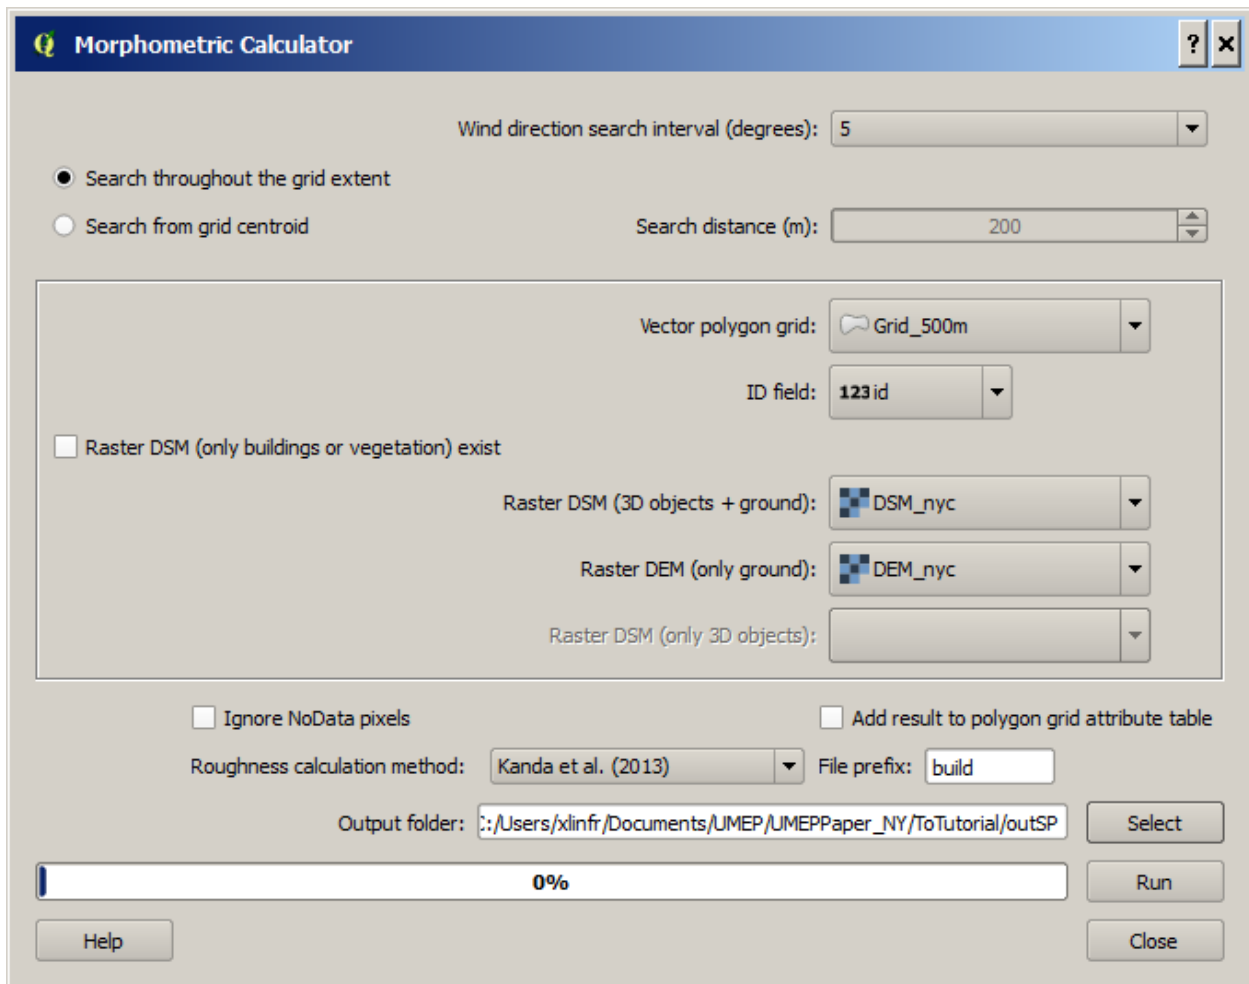 Morphometric Calculator
Wind direction search interval (degrees): 5
Search throughout the grid extent
Search from grid centroid Search distance (m): 200
Vector polygon grid: Grid_500m
ID field: 123 id
Raster DSM (only buildings or vegetation) exist
Raster DSM (3D objects + ground): DSM_nyc
Raster DEM (only ground): DEM_nyc
Raster DSM (only 3D objects):
Ignore NoData pixels Add result to polygon grid attribute table
Roughness calculation method: Kanda et al. (2013) File prefix: build
Output folder: C:/Users/xlinfr/Documents/UMEP/UMEPPaper_NY/ToTutorial/outSP Select
0% Run
Help Close